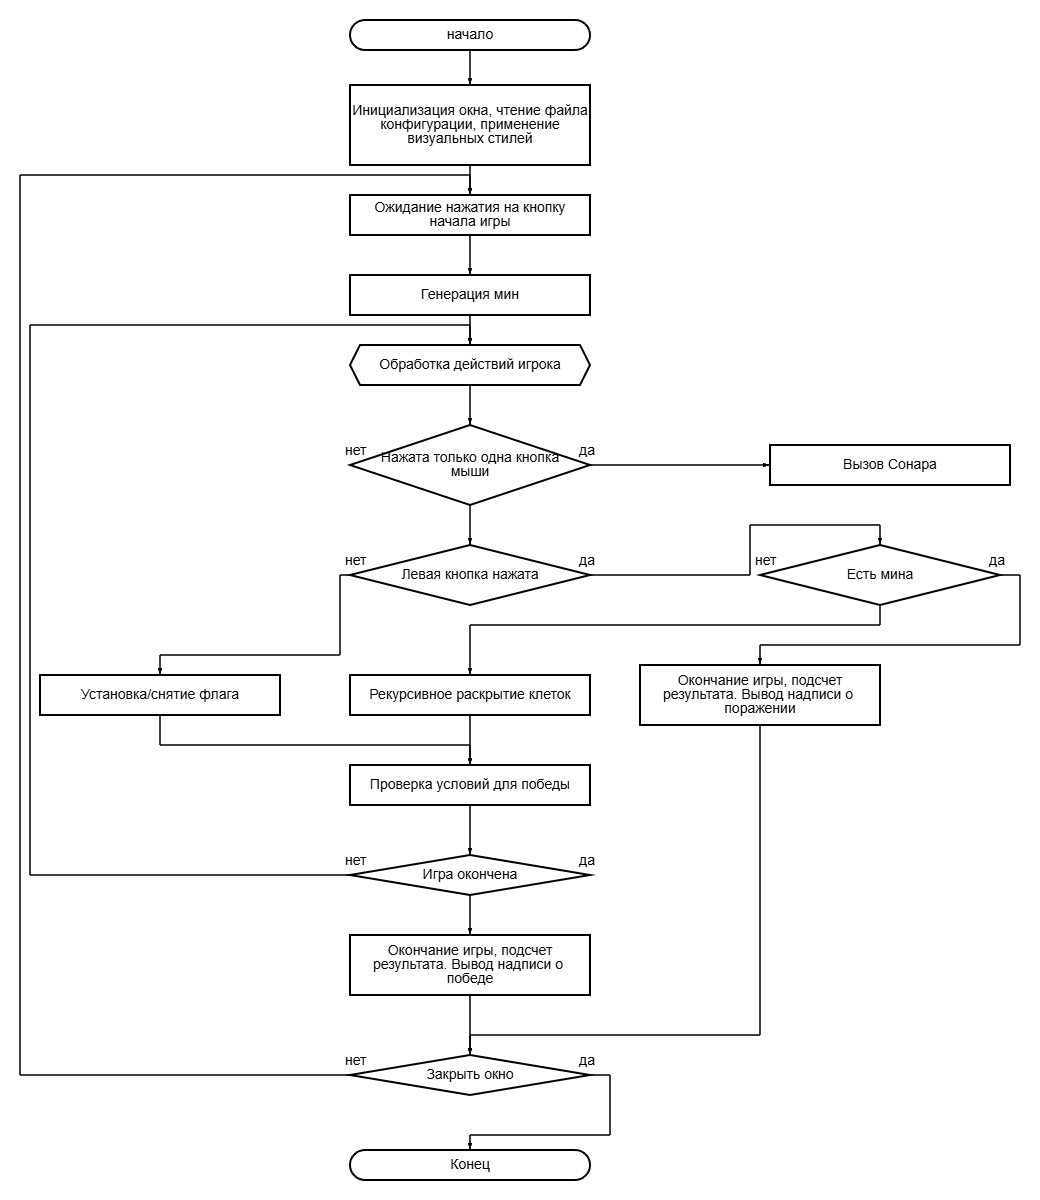 начало
Инициализация окна, чтение файла
конфигурации, применение
визуальных стилей
Ожидание нажатия на кнопку
начала игры
Генерация мин
Обработка действий игрока
нет
да
Нажата только одна кнопка
мыши
Вызов Сонара
нет
да
Левая кнопка нажата
нет
да
Есть мина
Установка/снятие флага
Рекурсивное раскрытие клеток
Окончание игры, подсчет
результата. Вывод надписи о
поражении
Проверка условий для победы
нет
да
Игра окончена
Окончание игры, подсчет
результата. Вывод надписи о
победе
нет
да
Закрыть окно
Конец